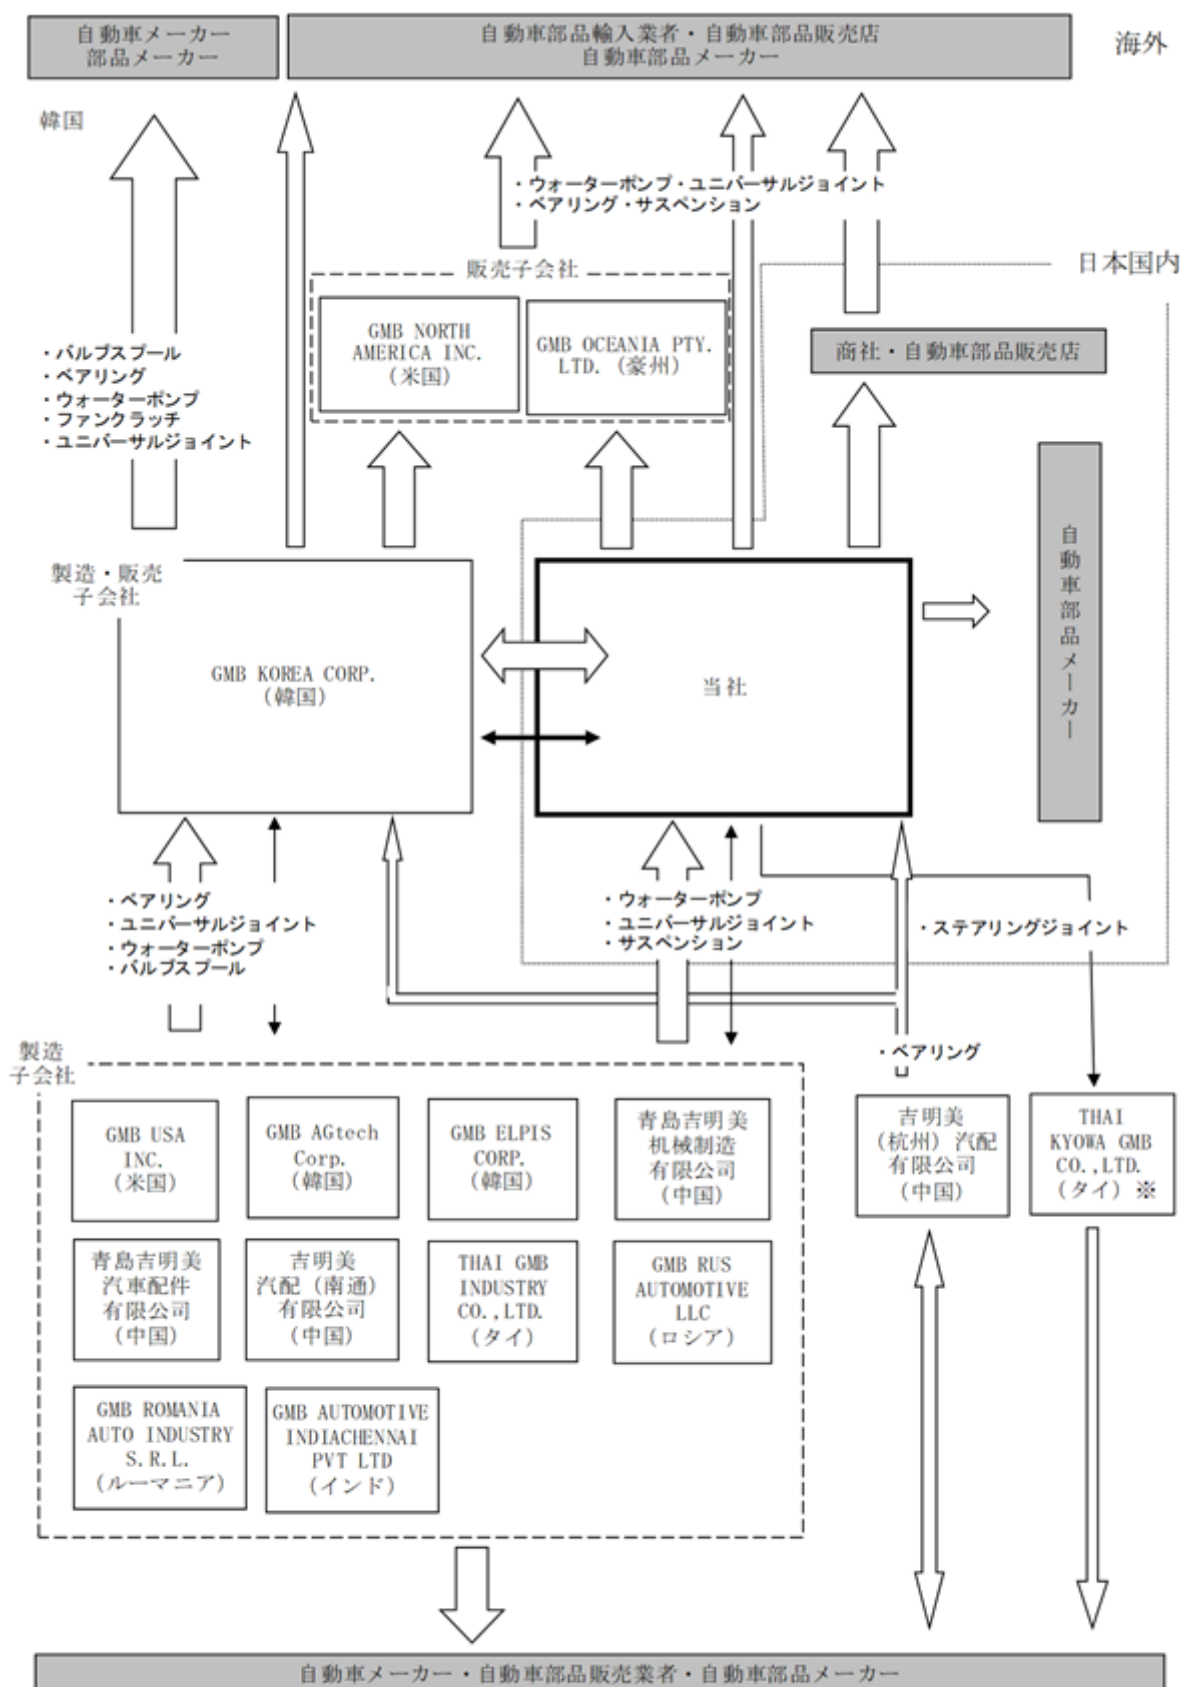 自動車メーカー
部品メーカー
自動車部品輸入業者・自動車部品販売店
自動車部品メーカー
海外
韓国
・ウォーターポンプ・ユニバーサルジョイント
・ベアリング・サスペンション
日本国内
販売子会社
GMB NORTH
AMERICA INC.
（米国）
GMB OCEANIA PTY.
LTD.（豪州）
商社・自動車部品販売店
・バルブスプール
・ベアリング
・ウォーターポンプ
・ファンクラッチ
・ユニバーサルジョイント
自動車部品メーカー
製造・販売
子会社
GMB KOREA CORP.
（韓国）
当社
・ベアリング
・ユニバーサルジョイント
・ウォーターポンプ
・バルブスプール
・ウォーターポンプ
・ユニバーサルジョイント
・サスペンション
・ステアリングジョイント
・ベアリング
製造
子会社
GMB USA
INC.
（米国）
GMB AGtech
Corp.
（韓国）
GMB ELPIS
CORP.
（韓国）
青島吉明美
机械制造
有限公司
（中国）
吉明美
（杭州）汽配
有限公司
（中国）
THAI
KYOWA GMB
CO.,LTD.
（タイ）※
青島吉明美
汽車配件
有限公司
（中国）
吉明美
汽配（南通）
有限公司
（中国）
THAI GMB
INDUSTRY
CO.,LTD.
（タイ）
GMB RUS
AUTOMOTIVE
LLC
（ロシア）
GMB ROMANIA
AUTO INDUSTRY
S.R.L.
（ルーマニア）
GMB AUTOMOTIVE
INDIACHENNAI
PVT LTD
（インド）
自動車メーカー・自動車部品販売業者・自動車部品メーカー